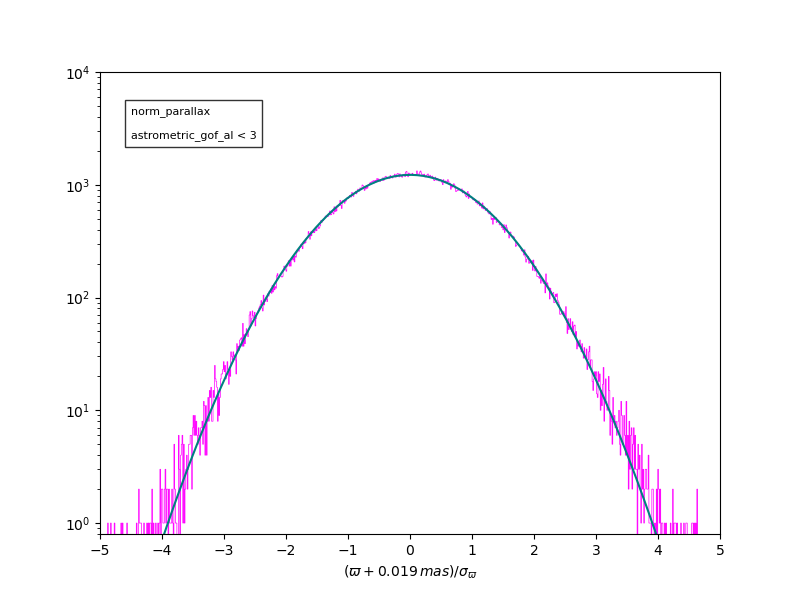 10^4
norm_parallax
astrometric_gof_al < 3
10^3
10^2
10^1
10^0
−5 −4 −3 −2 −1 0 1 2 3 4 5
(ϖ + 0.019 mas)/σ_ϖ